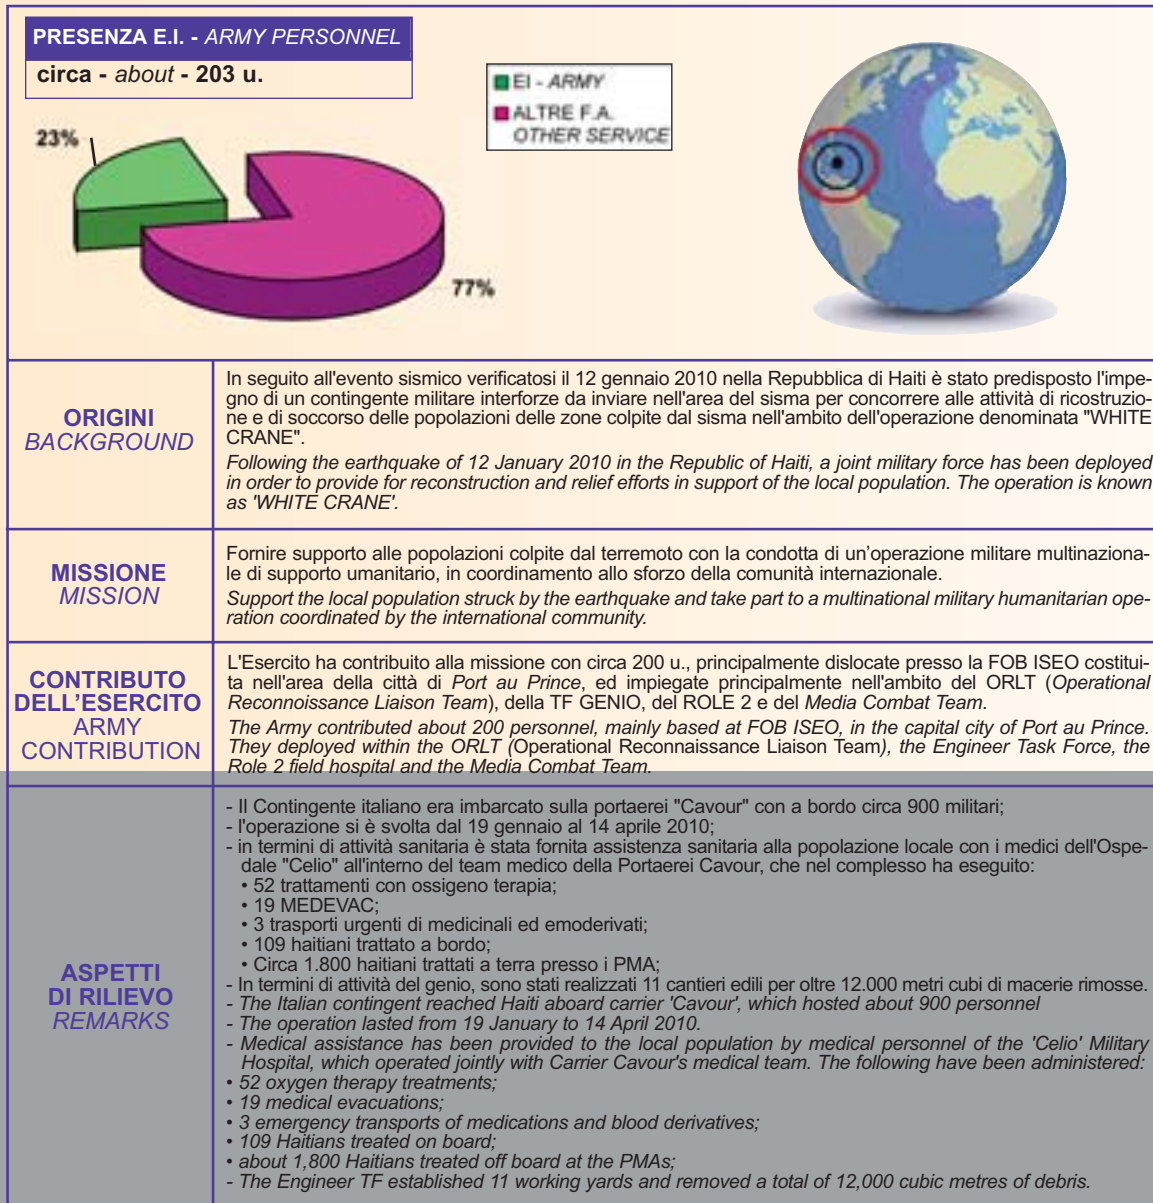 PRESENZA E.I. - ARMY PERSONNEL
circa - about - 203 u.
EI - ARMY
ALTRE F.A.
OTHER SERVICE
23%
77%
ORIGINI
BACKGROUND
In seguito all'evento sismico verificatosi il 12 gennaio 2010 nella Repubblica di Haiti è stato predisposto l'impe-
gno di un contingente militare interforze da inviare nell'area del sisma per concorrere alle attività di ricostruzio-
ne e di soccorso delle popolazioni delle zone colpite dal sisma nell'ambito dell'operazione denominata "WHITE
CRANE".
Following the earthquake of 12 January 2010 in the Republic of Haiti, a joint military force has been deployed
in order to provide for reconstruction and relief efforts in support of the local population. The operation is known
as 'WHITE CRANE'.
MISSIONE
MISSION
Fornire supporto alle popolazioni colpite dal terremoto con la condotta di un'operazione militare multinaziona-
le di supporto umanitario, in coordinamento allo sforzo della comunità internazionale.
Support the local population struck by the earthquake and take part to a multinational military humanitarian ope-
ration coordinated by the international community.
CONTRIBUTO
DELL'ESERCITO
ARMY
CONTRIBUTION
L'Esercito ha contribuito alla missione con circa 200 u., principalmente dislocate presso la FOB ISEO costitui-
ta nell'area della città di Port au Prince, ed impiegate principalmente nell'ambito del ORLT (Operational
Reconnoissance Liaison Team), della TF GENIO, del ROLE 2 e del Media Combat Team.
The Army contributed about 200 personnel, mainly based at FOB ISEO, in the capital city of Port au Prince.
They deployed within the ORLT (Operational Reconnaissance Liaison Team), the Engineer Task Force, the
Role 2 field hospital and the Media Combat Team.
ASPETTI
DI RILIEVO
REMARKS
- Il Contingente italiano era imbarcato sulla portaerei "Cavour" con a bordo circa 900 militari;
- l'operazione si è svolta dal 19 gennaio al 14 aprile 2010;
- in termini di attività sanitaria è stata fornita assistenza sanitaria alla popolazione locale con i medici dell'Ospe-
dale "Celio" all'interno del team medico della Portaerei Cavour, che nel complesso ha eseguito:
• 52 trattamenti con ossigeno terapia;
• 19 MEDEVAC;
• 3 trasporti urgenti di medicinali ed emoderivati;
• 109 haitiani trattato a bordo;
• Circa 1.800 haitiani trattati a terra presso i PMA;
- In termini di attività del genio, sono stati realizzati 11 cantieri edili per oltre 12.000 metri cubi di macerie rimosse.
- The Italian contingent reached Haiti aboard carrier 'Cavour', which hosted about 900 personnel
- The operation lasted from 19 January to 14 April 2010.
- Medical assistance has been provided to the local population by medical personnel of the 'Celio' Military
Hospital, which operated jointly with Carrier Cavour's medical team. The following have been administered:
• 52 oxygen therapy treatments;
• 19 medical evacuations;
• 3 emergency transports of medications and blood derivatives;
• 109 Haitians treated on board;
• about 1,800 Haitians treated off board at the PMAs;
- The Engineer TF established 11 working yards and removed a total of 12,000 cubic metres of debris.